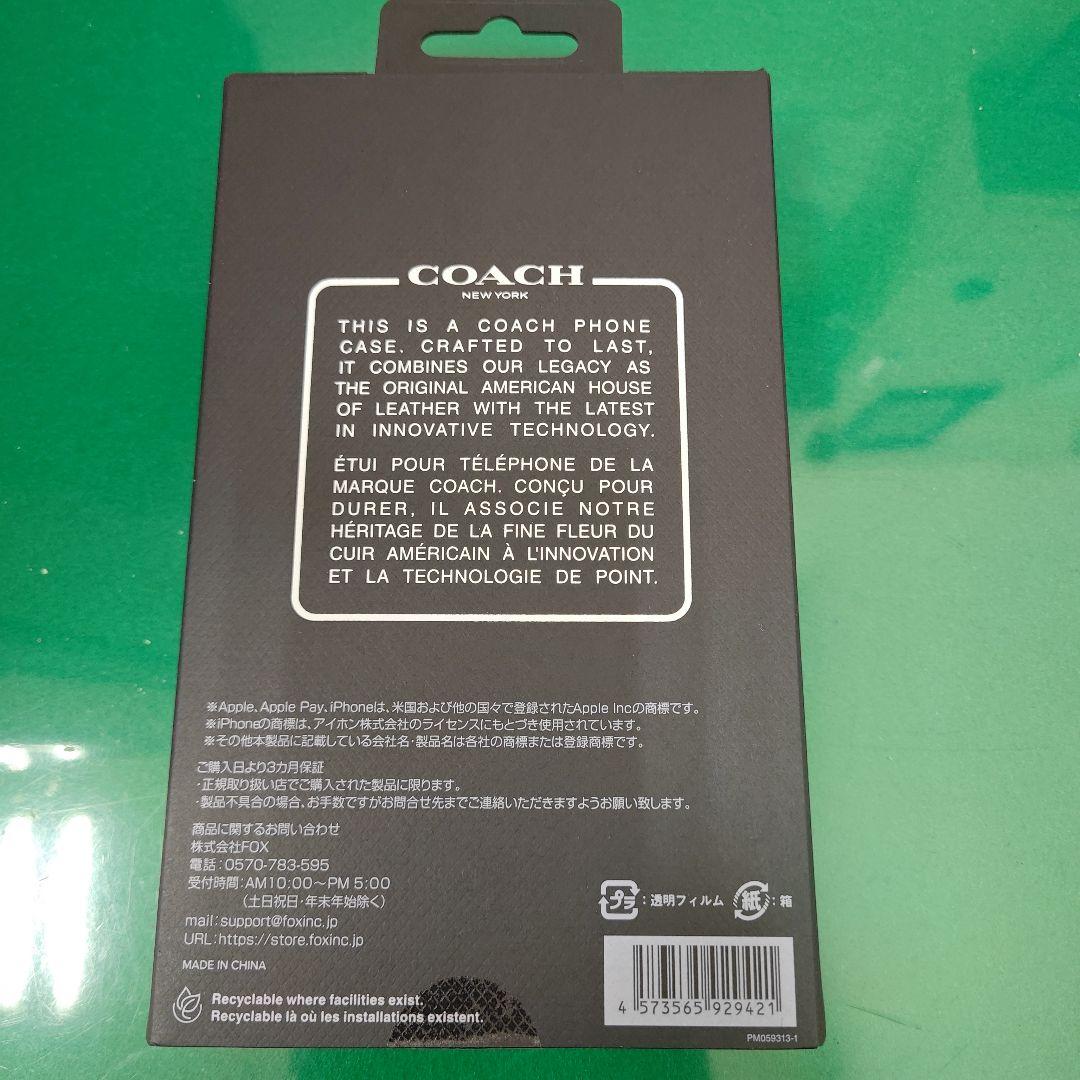 COACH
NEW YORK
THIS IS A COACH PHONE
CASE. CRAFTED TO LAST,
IT COMBINES OUR LEGACY AS
THE ORIGINAL AMERICAN HOUSE
OF LEATHER WITH THE LATEST
IN INNOVATIVE TECHNOLOGY.
ÉTUI POUR TÉLÉPHONE DE LA
MARQUE COACH. CONÇU POUR
DURER, IL ASSOCIE NOTRE
HÉRITAGE DE LA FINE FLEUR DU
CUIR AMÉRICAIN À L'INNOVATION
ET LA TECHNOLOGIE DE POINT.
※Apple、Apple Pay、iPhoneは、米国および他の国々で登録されたApple Incの商標です。
※iPhoneの商標は、アイホン株式会社のライセンスにもとづき使用されています。
※その他本製品に記載している会社名・製品名は各社の商標または登録商標です。
ご購入日より3カ月保証
・正規取り扱い店でご購入された製品に限ります。
・製品不具合の場合、お手数ですがお問合せ先までご連絡いただきますようお願い致します。
商品に関するお問い合わせ
株式会社FOX
電話：0570-783-595
受付時間：AM10:00～PM 5:00
（土日祝日・年末年始除く）
mail：support@foxinc.jp
URL：https://store.foxinc.jp
MADE IN CHINA
Recyclable where facilities exist.
Recyclable là où les installations existent.
プラ：透明フィルム 紙：箱
4 573565 929421
PM059313-1